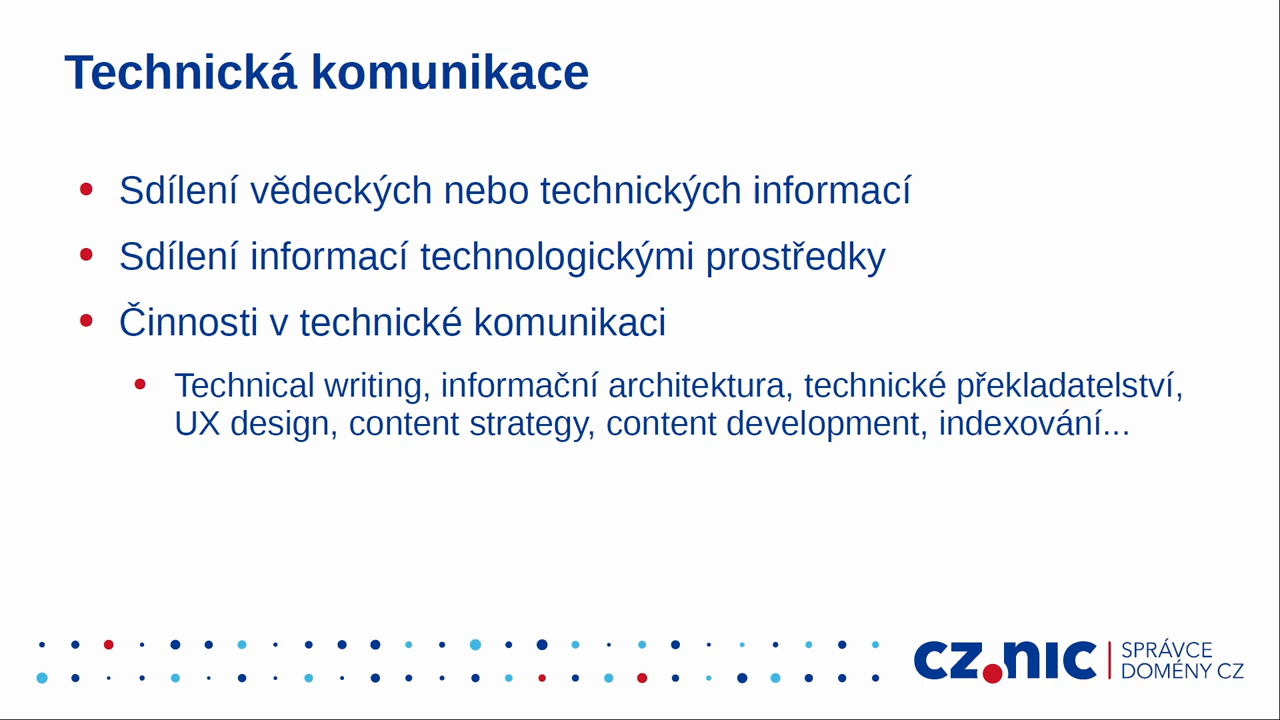 Technická komunikace
Sdílení vědeckých nebo technických informací
Sdílení informací technologickými prostředky
Činnosti v technické komunikaci
Technical writing, informační architektura, technické překladatelství,
UX design, content strategy, content development, indexování...
CZ.NIC
SPRÁVCE
DOMÉNY CZ